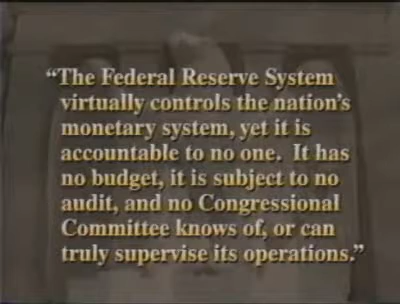 “The Federal Reserve System
virtually controls the nation’s
monetary system, yet it is
accountable to no one. It has
no budget, it is subject to no
audit, and no Congressional
Committee knows of, or can
truly supervise its operations.”